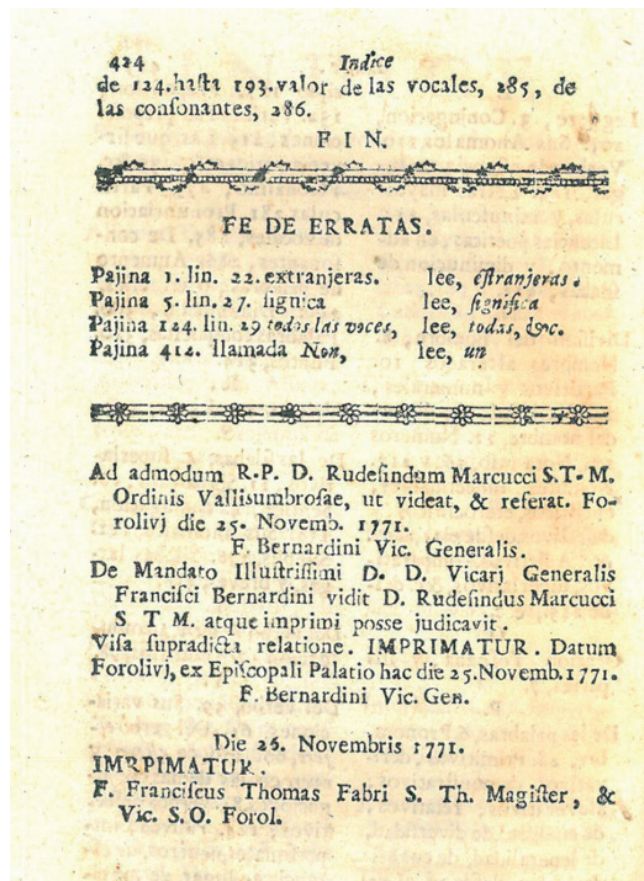 424 Indice
de 124.hasta 193.valor de las vocales, 285, de
las consonantes, 286.
FIN.
FE DE ERRATAS.
Pajina 1. lin. 22. extranjeras. lee, estranjeras.
Pajina 5. lin. 27. signica lee, significa
Pajina 124. lin. 29 todos las voces, lee, todas, &c.
Pajina 412. llamada Non, lee, un
Ad admodum R.P. D. Rudesindum Marcucci S.T.M.
Ordinis Vallisumbrosae, ut videat, & referat. Fo-
rolivj die 25. Novemb. 1771.
F. Bernardini Vic. Generalis.
De Mandato Illustrissimi D. D. Vicarj Generalis
Francisci Bernardini vidit D. Rudesindus Marcucci
S T M. atque imprimi posse judicavit.
Visa supradicta relatione. IMPRIMATUR. Datum
Forolivj, ex Episcopali Palatio hac die 25.Novemb.1771.
F. Bernardini Vic. Gen.
Die 26. Novembris 1771.
IMRPIMATUR.
F. Franciscus Thomas Fabri S. Th. Magister, &
Vic. S.O. Forol.